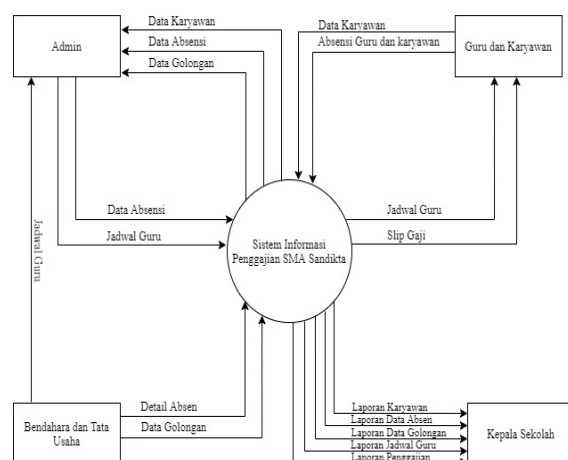 Data Karyawan
Data Absensi
Data Golongan
Admin
Data Karyawan
Absensi Guru dan karyawan
Guru dan Karyawan
Data Absensi
Jadwal Guru
Jadwal Guru
Slip Gaji
Sistem Informasi
Penggajian SMA Sandikta
Jadwal Guru
Bendahara dan Tata
Usaha
Detail Absen
Data Golongan
Laporan Karyawan
Laporan Data Absen
Laporan Data Golongan
Laporan Jadwal Guru
Laporan Penggajian
Kepala Sekolah